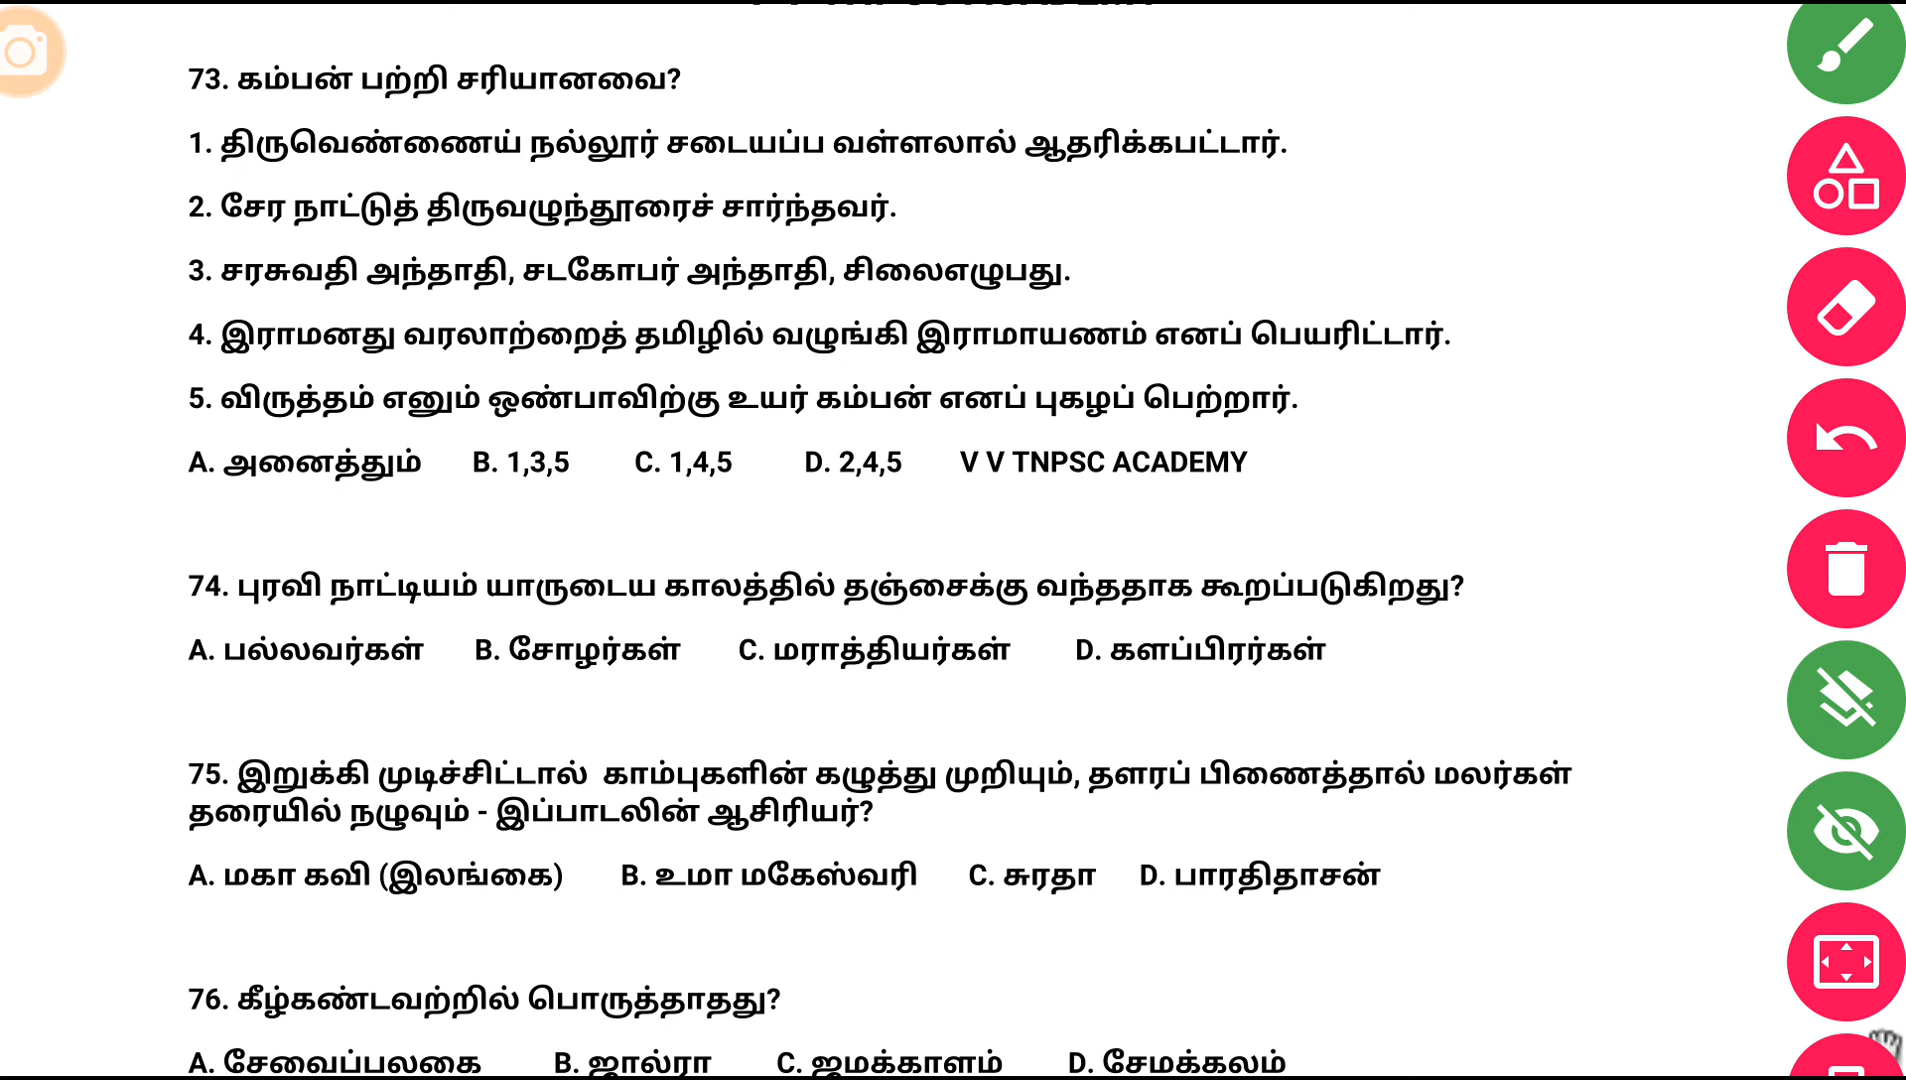 73. கம்பன் பற்றி சரியானவை?
1. திருவெண்ணைய் நல்லூர் சடையப்ப வள்ளலால் ஆதரிக்கபட்டார்.
2. சேர நாட்டுத் திருவழுந்தூரைச் சார்ந்தவர்.
3. சரசுவதி அந்தாதி, சடகோபர் அந்தாதி, சிலைஎழுபது.
4. இராமனது வரலாற்றைத் தமிழில் வழுங்கி இராமாயணம் எனப் பெயரிட்டார்.
5. விருத்தம் எனும் ஒண்பாவிற்கு உயர் கம்பன் எனப் புகழப் பெற்றார்.
A. அனைத்தும் B. 1,3,5 C. 1,4,5 D. 2,4,5 V V TNPSC ACADEMY
74. புரவி நாட்டியம் யாருடைய காலத்தில் தஞ்சைக்கு வந்ததாக கூறப்படுகிறது?
A. பல்லவர்கள் B. சோழர்கள் C. மராத்தியர்கள் D. களப்பிரர்கள்
75. இறுக்கி முடிச்சிட்டால் காம்புகளின் கழுத்து முறியும், தளரப் பிணைத்தால் மலர்கள்
தரையில் நழுவும் - இப்பாடலின் ஆசிரியர்?
A. மகா கவி (இலங்கை) B. உமா மகேஸ்வரி C. சுரதா D. பாரதிதாசன்
76. கீழ்கண்டவற்றில் பொருத்தாதது?
A. சேவைப்பலகை B. ஜால்ரா C. ஜமக்காளம் D. சேமக்கலம்